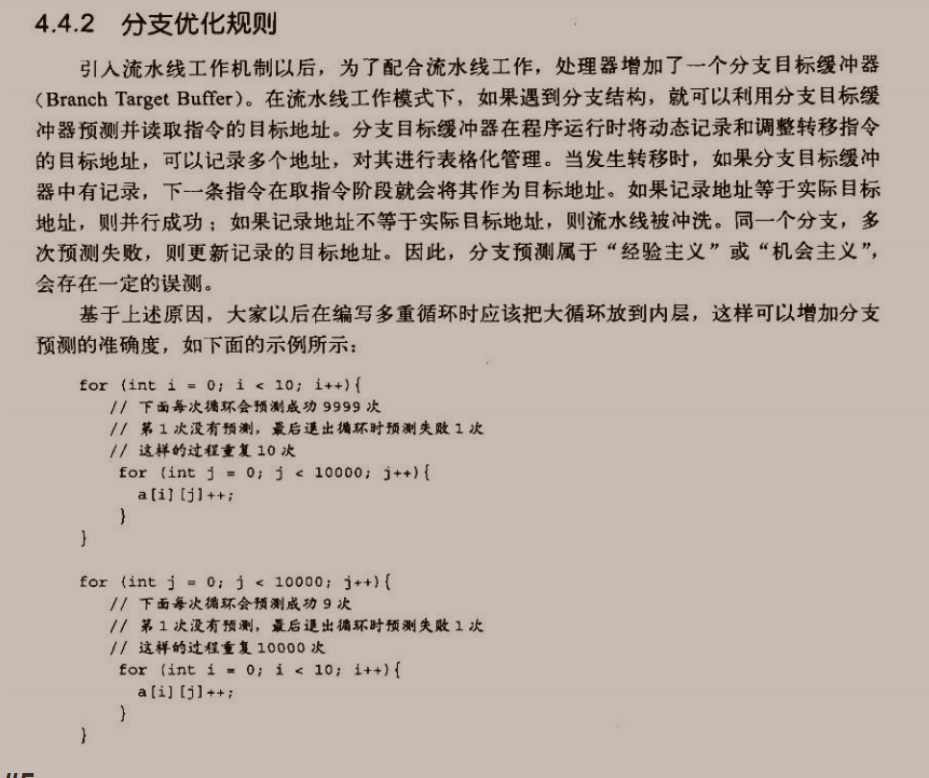 4.4.2 分支优化规则
引入流水线工作机制以后，为了配合流水线工作，处理器增加了一个分支目标缓冲器
（Branch Target Buffer）。在流水线工作模式下，如果遇到分支结构，就可以利用分支目标缓
冲器预测并读取指令的目标地址。分支目标缓冲器在程序运行时将动态记录和调整转移指令
的目标地址，可以记录多个地址，对其进行表格化管理。当发生转移时，如果分支目标缓冲
器中有记录，下一条指令在取指令阶段就会将其作为目标地址。如果记录地址等于实际目标
地址，则并行成功；如果记录地址不等于实际目标地址，则流水线被冲洗。同一个分支，多
次预测失败，则更新记录的目标地址。因此，分支预测属于“经验主义”或“机会主义”，
会存在一定的误测。
基于上述原因，大家以后在编写多重循环时应该把大循环放到内层，这样可以增加分支
预测的准确度，如下面的示例所示：
for (int i = 0; i < 10; i++){
// 下面每次循环会预测成功 9999 次
// 第 1 次没有预测，最后退出循环时预测失败 1 次
// 这样的过程重复 10 次
for (int j = 0; j < 10000; j++){
a[i][j]++;
}
}
for (int j = 0; j < 10000; j++){
// 下面每次循环会预测成功 9 次
// 第 1 次没有预测，最后退出循环时预测失败 1 次
// 这样的过程重复 10000 次
for (int i = 0; i < 10; i++){
a[i][j]++;
}
}